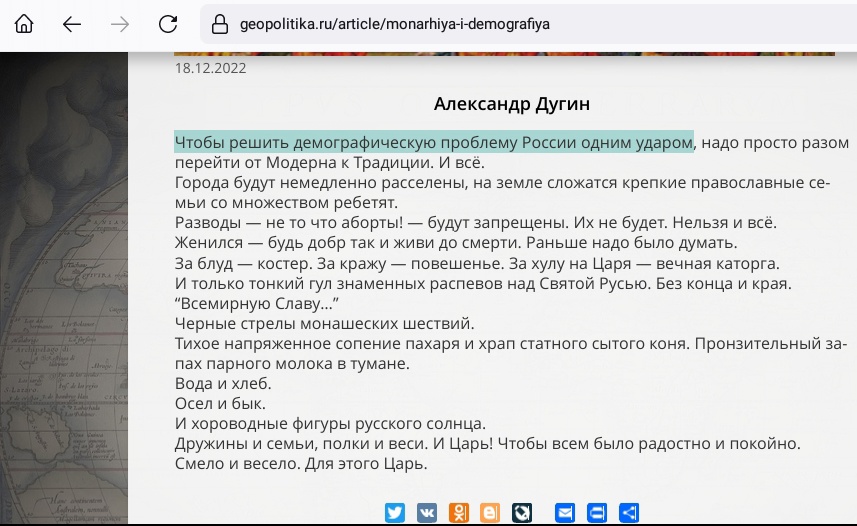 geopolitika.ru/article/monarhiya-i-demografiya
18.12.2022
Александр Дугин
Чтобы решить демографическую проблему России одним ударом, надо просто разом
перейти от Модерна к Традиции. И всё.
Города будут немедленно расселены, на земле сложатся крепкие православные се-
мьи со множеством ребетят.
Разводы — не то что аборты! — будут запрещены. Их не будет. Нельзя и всё.
Женился — будь добр так и живи до смерти. Раньше надо было думать.
За блуд — костер. За кражу — повешенье. За хулу на Царя — вечная каторга.
И только тонкий гул знаменных распевов над Святой Русью. Без конца и края.
“Всемирную Славу...”
Черные стрелы монашеских шествий.
Тихое напряженное сопение пахаря и храп статного сытого коня. Пронзительный за-
пах парного молока в тумане.
Вода и хлеб.
Осел и бык.
И хороводные фигуры русского солнца.
Дружины и семьи, полки и веси. И Царь! Чтобы всем было радостно и покойно.
Смело и весело. Для этого Царь.